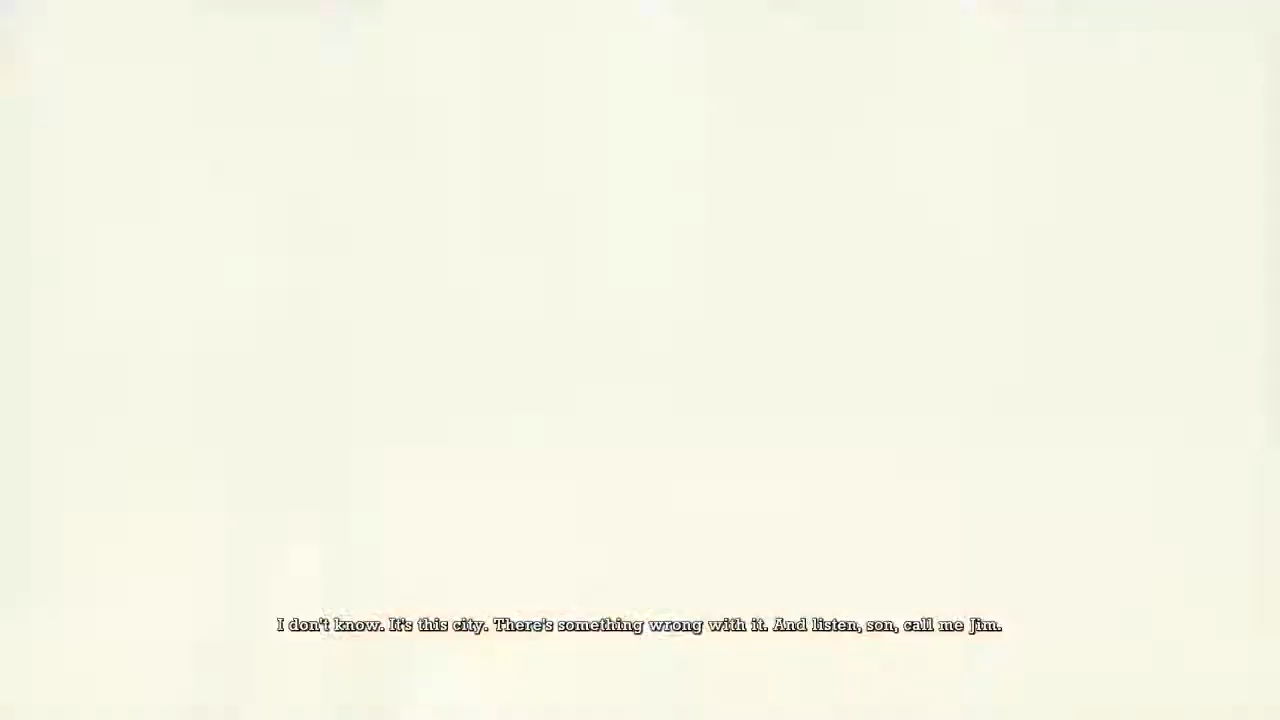 I don't know. It's this city. There's something wrong with it. And listen, son, call me Jim.